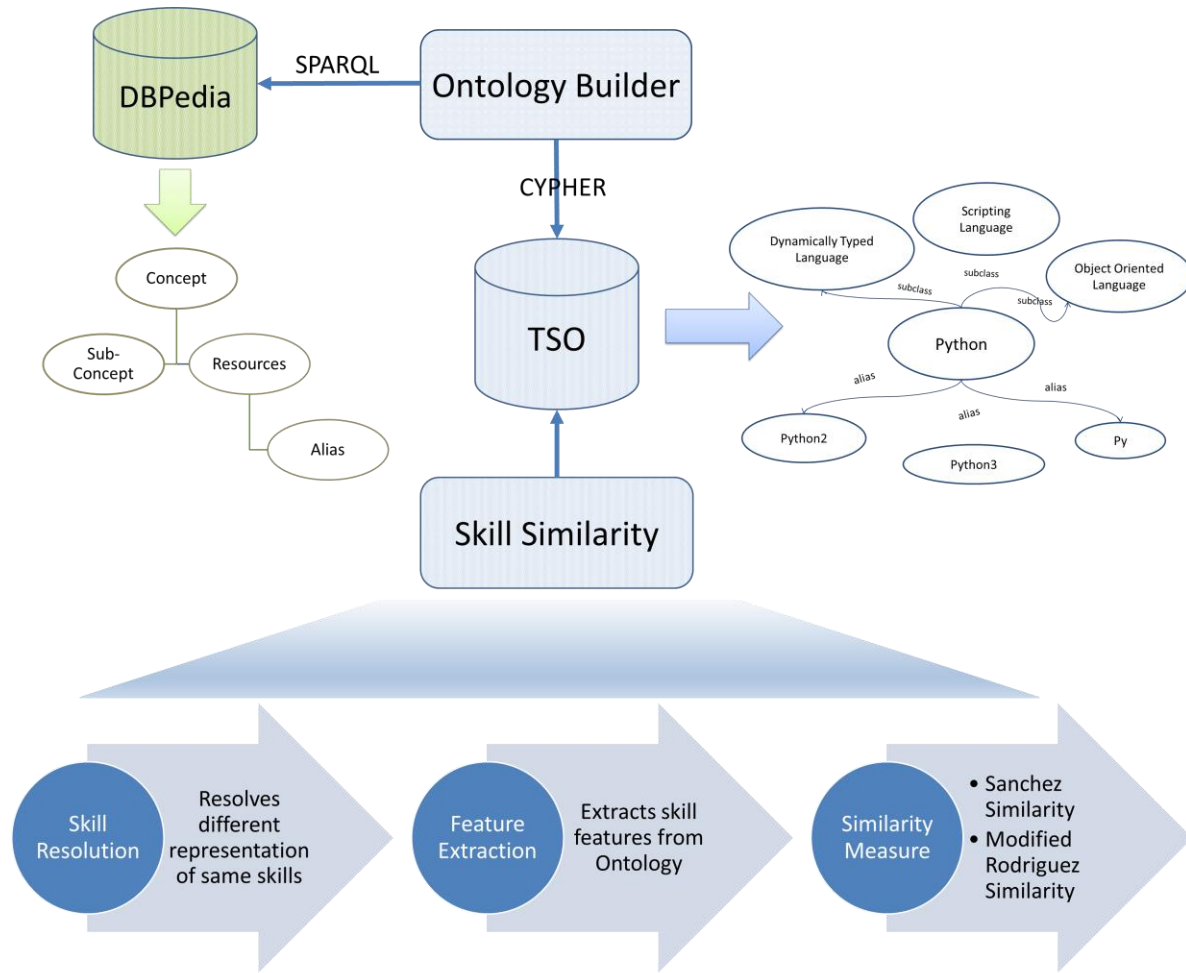 SPARQL
DBPedia
Ontology Builder
CYPHER
Concept
Sub-
Concept
Resources
Alias
TSO
Scripting
Language
Dynamically Typed
Language
Object Oriented
Language
subclass
subclass
subclass
Python
alias
alias
alias
Python2
Python3
Py
Skill Similarity
Skill
Resolution
Resolves
different
representation
of same skills
Feature
Extraction
Extracts skill
features from
Ontology
Similarity
Measure
• Sanchez
Similarity
• Modified
Rodriguez
Similarity